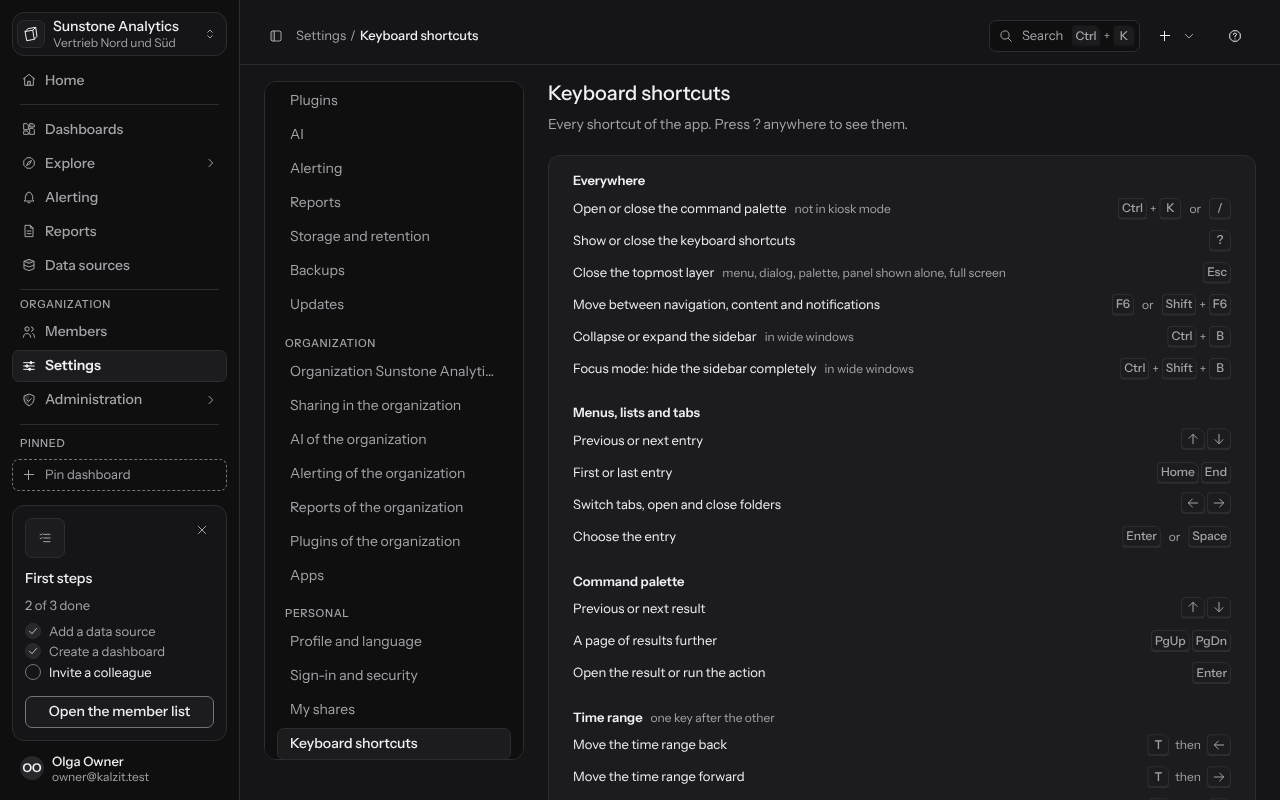 Sunstone Analytics
Vertrieb Nord und Süd
Home
Dashboards
Explore
Alerting
Reports
Data sources
ORGANIZATION
Members
Settings
Administration
PINNED
Pin dashboard
First steps
2 of 3 done
Add a data source
Create a dashboard
Invite a colleague
Open the member list
OO
Olga Owner
owner@kalzit.test
Settings / Keyboard shortcuts
Search Ctrl + K
Plugins
AI
Alerting
Reports
Storage and retention
Backups
Updates
ORGANIZATION
Organization Sunstone Analyti...
Sharing in the organization
AI of the organization
Alerting of the organization
Reports of the organization
Plugins of the organization
Apps
PERSONAL
Profile and language
Sign-in and security
My shares
Keyboard shortcuts
Keyboard shortcuts
Every shortcut of the app. Press ? anywhere to see them.
Everywhere
Open or close the command palette not in kiosk mode Ctrl + K or /
Show or close the keyboard shortcuts ?
Close the topmost layer menu, dialog, palette, panel shown alone, full screen Esc
Move between navigation, content and notifications F6 or Shift + F6
Collapse or expand the sidebar in wide windows Ctrl + B
Focus mode: hide the sidebar completely in wide windows Ctrl + Shift + B
Menus, lists and tabs
Previous or next entry ↑ ↓
First or last entry Home End
Switch tabs, open and close folders ← →
Choose the entry Enter or Space
Command palette
Previous or next result ↑ ↓
A page of results further PgUp PgDn
Open the result or run the action Enter
Time range one key after the other
Move the time range back T then ←
Move the time range forward T then →